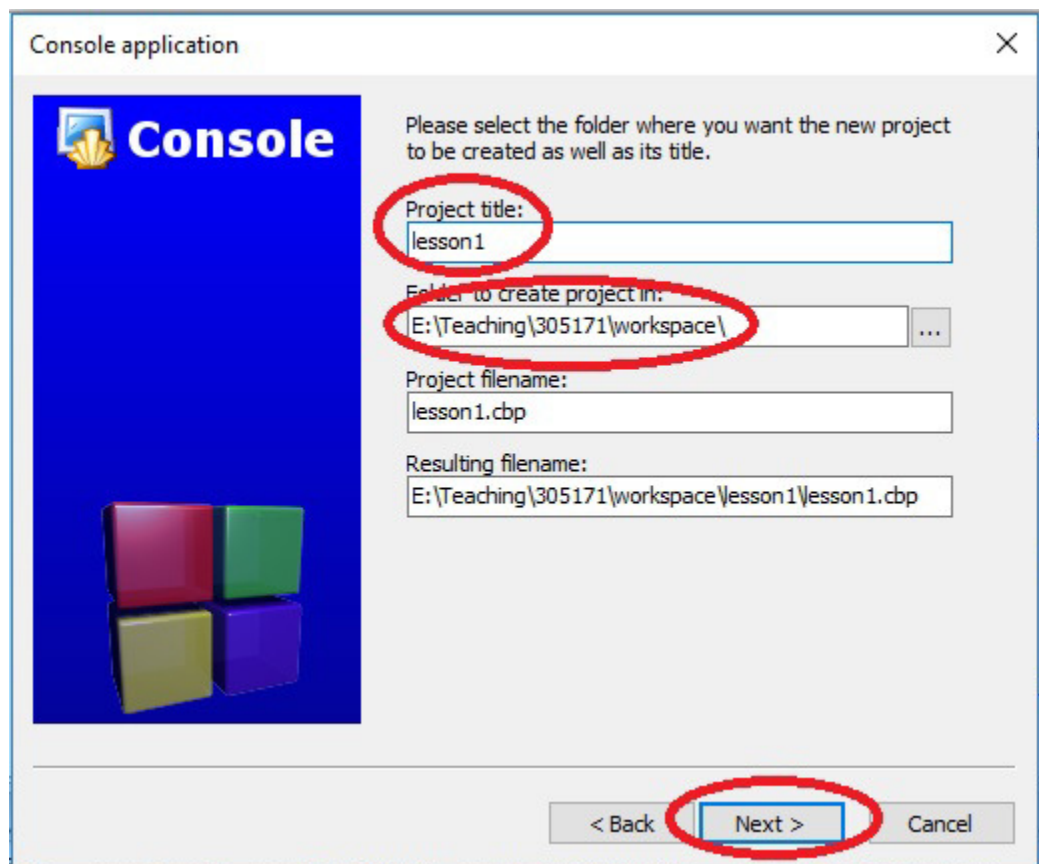 Console application
Console
Please select the folder where you want the new project
to be created as well as its title.
Project title:
lesson1
Folder to create project in:
E:\Teaching\305171\workspace\
...
Project filename:
lesson1.cbp
Resulting filename:
E:\Teaching\305171\workspace\lesson1\lesson1.cbp
< Back
Next >
Cancel